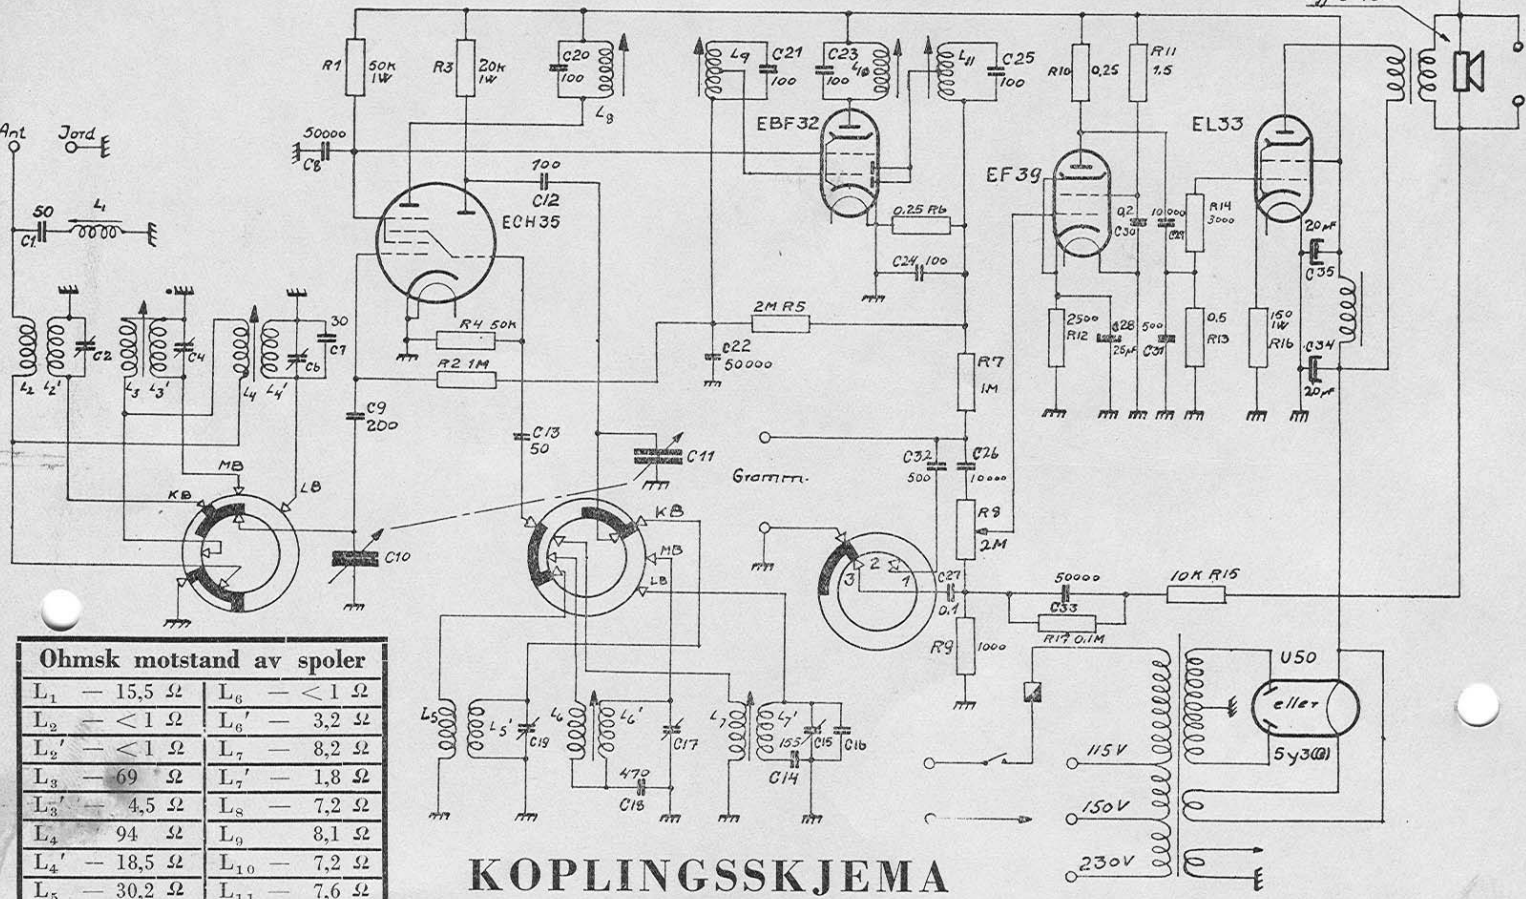 R1
50K
1W
R3
20K
1W
C20
100
L8
L9
C21
100
C23
100
L10
L11
C25
100
R10
0,25
R11
1,5
EBF32
EL33
EF39
Ant
Jord
50000
C8
100
C12
ECH35
50
C1
L1
0.25 R6
C24 100
0,2
C30
10000
C29
R14
3000
20µF
C35
2M R5
R4 50K
R2 1M
C22
50000
R7
1M
2500
R12
C28
25µF
500
C31
0,5
R13
150
1W
R16
C34
20µF
L2
L2'
C2
L3
L3'
C4
L4
L4'
C6
30
C7
C9
200
C13
50
C11
Gramm.
C32
500
C26
10000
R8
2M
MB
KB
LB
C10
KB
MB
LB
3
2
1
C27
0.1
50000
C33
R17 0.1M
10K R15
R9
1000
L5
L5'
C19
L6
L6'
C17
470
C18
L7
L7'
155
C15
C16
C14
U50
eller
5y3(G)
115V
150V
230V
Ohmsk motstand av spoler
L1 — 15,5 Ω L6 — < 1 Ω
L2 — < 1 Ω L6' — 3,2 Ω
L2' — < 1 Ω L7 — 8,2 Ω
L3 — 69 Ω L7' — 1,8 Ω
L3' — 4,5 Ω L8 — 7,2 Ω
L4 94 Ω L9 — 8,1 Ω
L4' — 18,5 Ω L10 — 7,2 Ω
L5 — 30,2 Ω L11 — 7,6 Ω
KOPLINGSSKJEMA